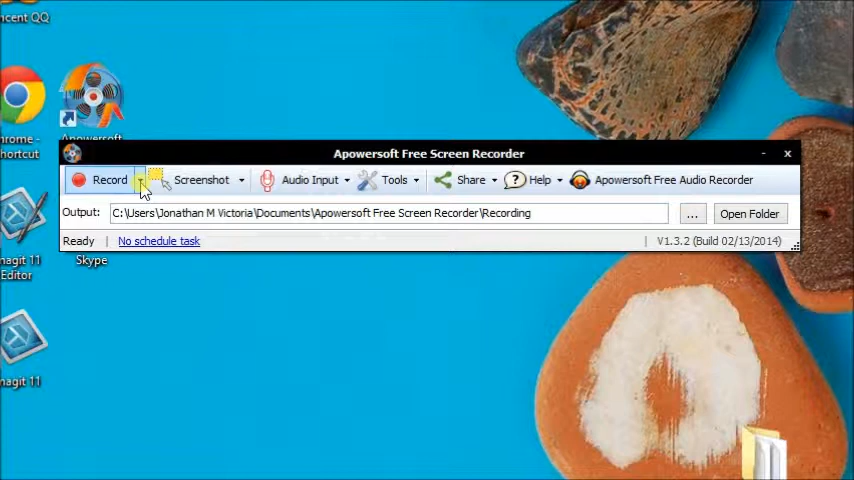 ncent QQ
hrome -
hortcut
Apowersoft
Apowersoft Free Screen Recorder
Record
Screenshot
Audio Input
Tools
Share
Help
Apowersoft Free Audio Recorder
Output:
C:\Users\Jonathan M Victoria\Documents\Apowersoft Free Screen Recorder\Recording
...
Open Folder
Ready
No schedule task
V1.3.2 (Build 02/13/2014)
Skype
nagit 11
Editor
nagit 11